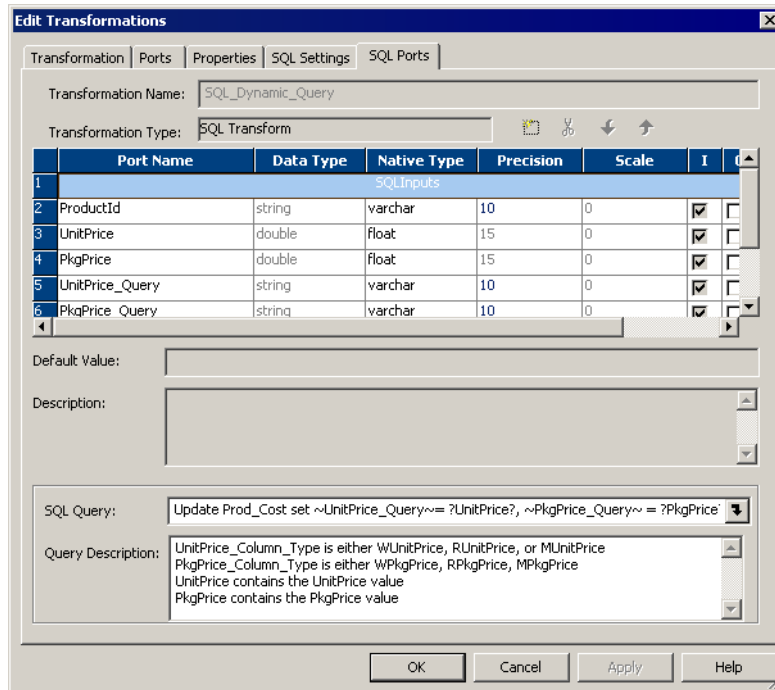 Edit Transformations
Transformation Ports Properties SQL Settings SQL Ports
Transformation Name: SQL_Dynamic_Query
Transformation Type: SQL Transform
Port Name Data Type Native Type Precision Scale I
1 SQLInputs
2 ProductId string varchar 10 0
3 UnitPrice double float 15 0
4 PkgPrice double float 15 0
5 UnitPrice_Query string varchar 10 0
6 PkgPrice_Query string varchar 10 0
Default Value:
Description:
SQL Query: Update Prod_Cost set ~UnitPrice_Query~= ?UnitPrice?, ~PkgPrice_Query~ = ?PkgPrice?
Query Description: UnitPrice_Column_Type is either WUnitPrice, RUnitPrice, or MUnitPrice
PkgPrice_Column_Type is either WPkgPrice, RPkgPrice, MPkgPrice
UnitPrice contains the UnitPrice value
PkgPrice contains the PkgPrice value
OK Cancel Apply Help